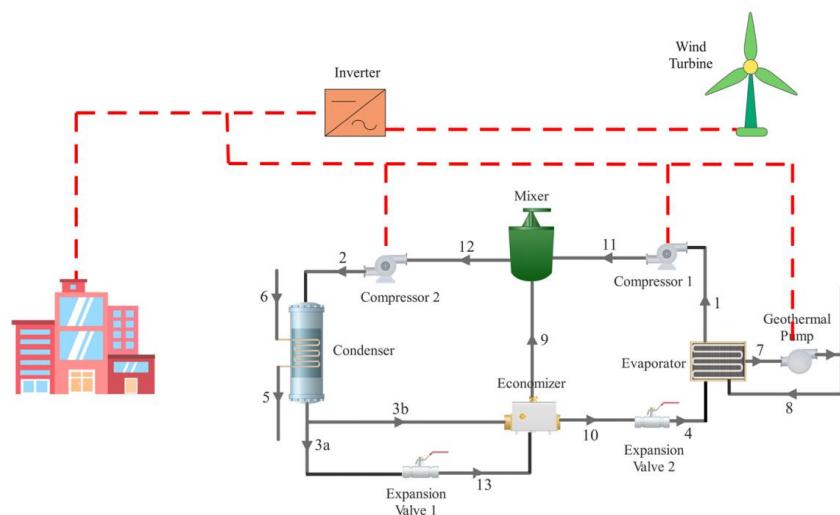 Wind
Turbine
Inverter
Mixer
2
12
11
Compressor 2
Compressor 1
6
1
Geothermal
Pump
Condenser
9
Evaporator
7
Economizer
5
3b
8
3a
10
4
Expansion
Valve 2
13
Expansion
Valve 1